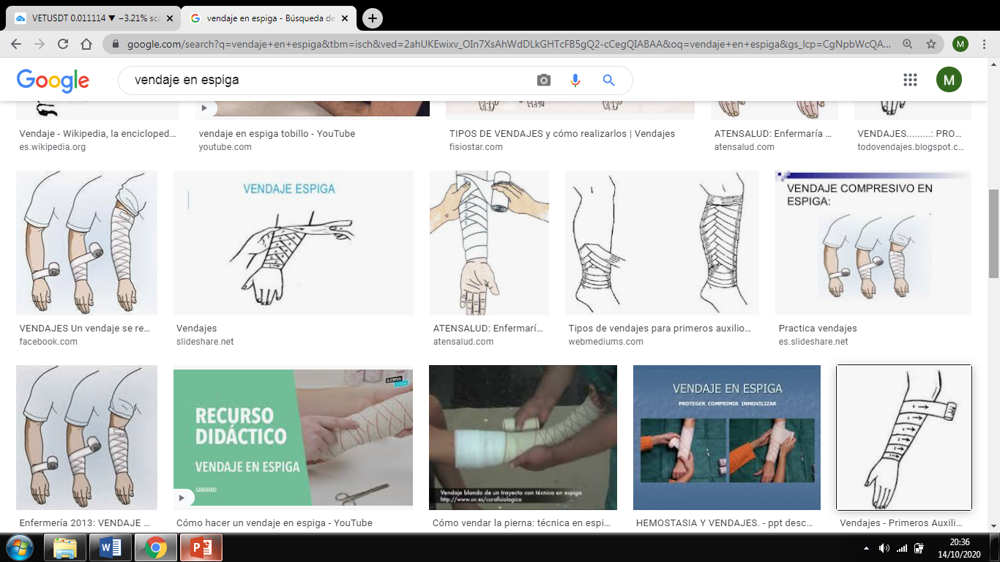 VETUSDT 0.011114 ▼ −3.21% sca
vendaje en espiga - Búsqueda de
google.com/search?q=vendaje+en+espiga&tbm=isch&ved=2ahUKEwixv_OIn7XsAhWdDLkGHTcFB5gQ2-cCegQIABAA&oq=vendaje+en+espiga&gs_lcp=CgNpbWcQA...
M
Google
vendaje en espiga
M
Vendaje - Wikipedia, la encicloped...
es.wikipedia.org
vendaje en espiga tobillo - YouTube
youtube.com
TIPOS DE VENDAJES y cómo realizarlos | Vendajes
fisiostar.com
ATENSALUD: Enfermaría ...
atensalud.com
VENDAJES.........: PRO...
todovendajes.blogspot.c...
VENDAJE ESPIGA
VENDAJE COMPRESIVO EN
ESPIGA:
VENDAJES Un vendaje se re...
facebook.com
Vendajes
slideshare.net
ATENSALUD: Enfermarí...
atensalud.com
Tipos de vendajes para primeros auxilio...
webmediums.com
Practica vendajes
es.slideshare.net
RECURSO
DIDÁCTICO
VENDAJE EN ESPIGA
SANIDAD
Vendaje blando de un trayecto con técnica en espiga
http://www.uv.es/curafisialogica
VENDAJE EN ESPIGA
PROTEGER COMPRIMIR INMOVILIZAR
Enfermería 2013: VENDAJE ...
Cómo hacer un vendaje en espiga - YouTube
Cómo vendar la pierna: técnica en espi...
HEMOSTASIA Y VENDAJES. - ppt desc...
Vendajes - Primeros Auxili...
20:36
14/10/2020